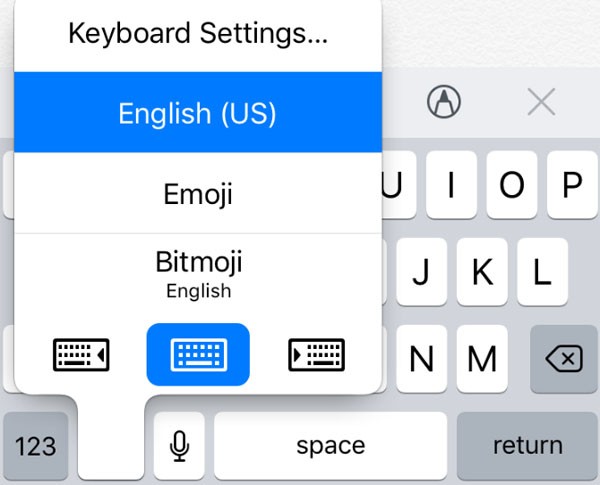 Keyboard Settings...
English (US)
Emoji
Bitmoji
English
U I O P
J K L
N M
123 space return